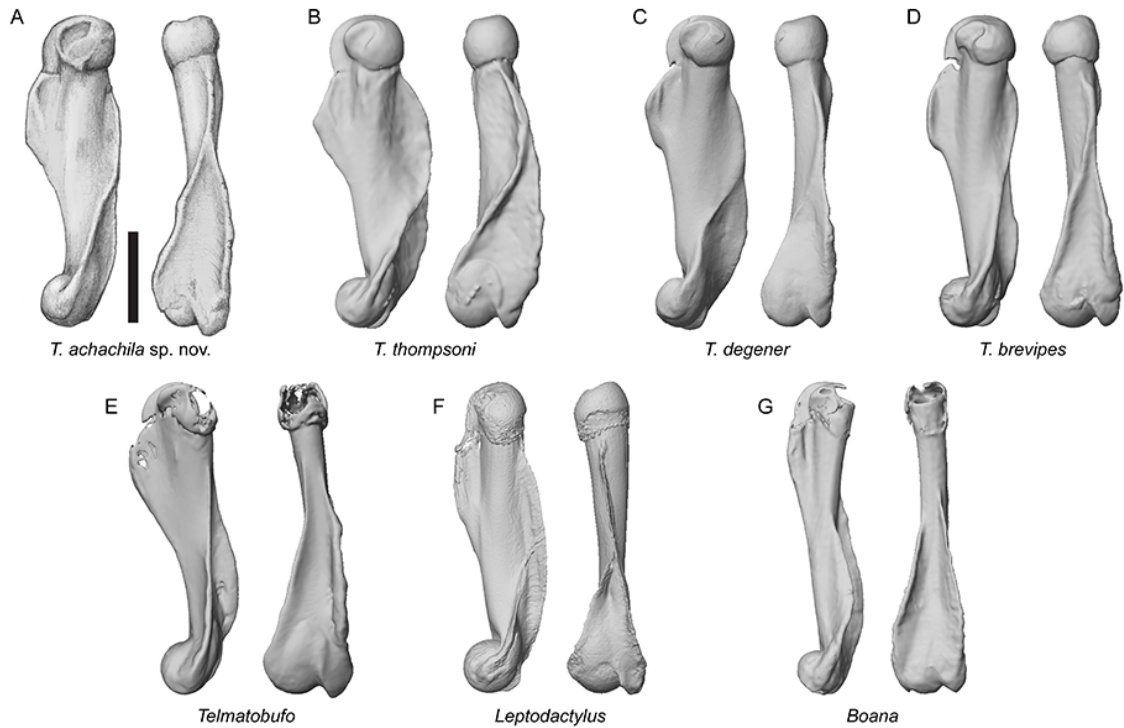 A B C D
T. achachila sp. nov. T. thompsoni T. degener T. brevipes
E F G
Telmatobufo Leptodactylus Boana